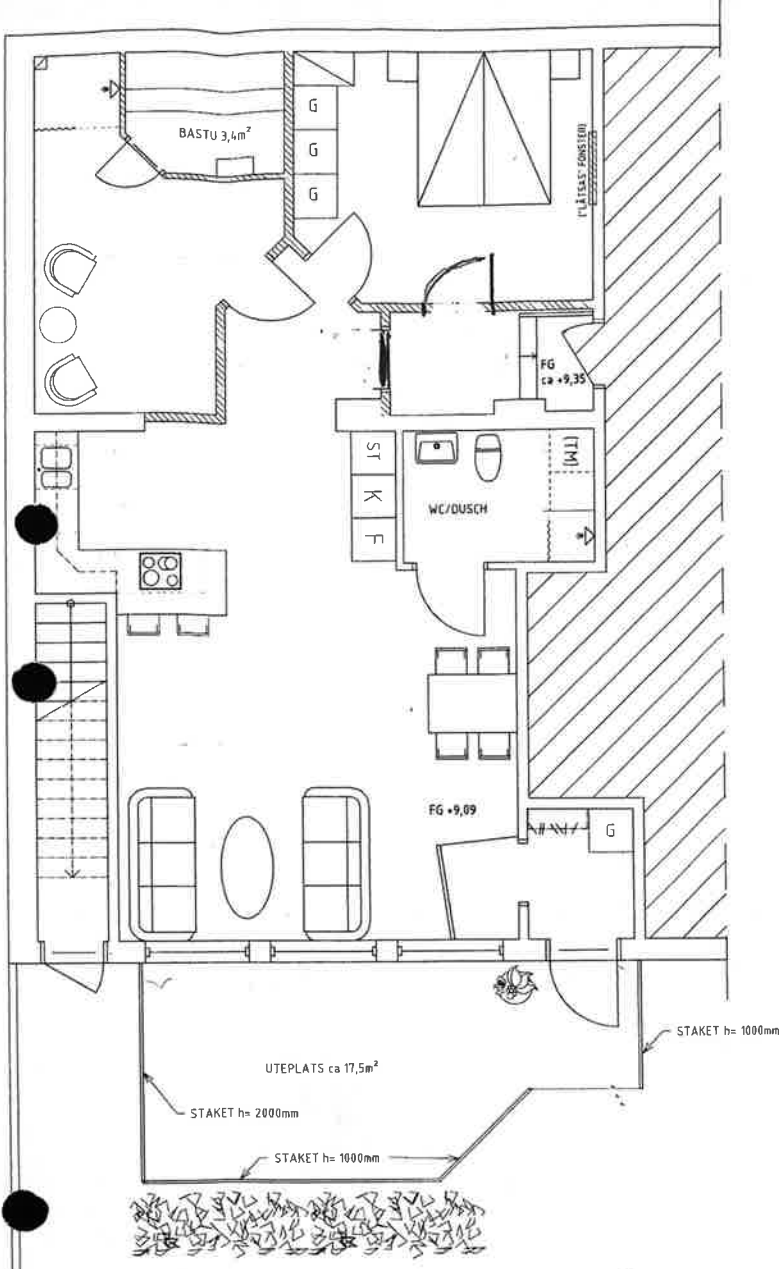 BASTU 3,4m²
G
G
G
("LÅTSAS" FÖNSTER)
FG
ca +9,35
ST
K
F
WC/DUSCH
(TM)
FG +9,09
G
STAKET h= 1000mm
UTEPLATS ca 17,5m²
STAKET h= 2000mm
STAKET h= 1000mm